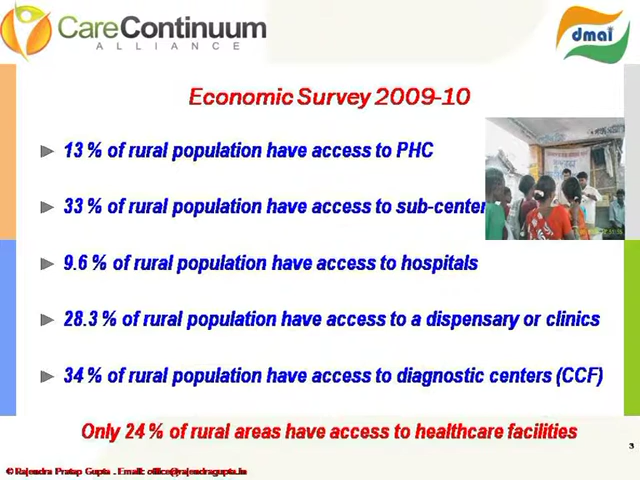 CareContinuum
ALLIANCE
dmai
Economic Survey 2009-10
13 % of rural population have access to PHC
33 % of rural population have access to sub-center
9.6 % of rural population have access to hospitals
28.3 % of rural population have access to a dispensary or clinics
34 % of rural population have access to diagnostic centers (CCF)
Only 24 % of rural areas have access to healthcare facilities
3
© Rajendra Pratap Gupta . Email: office@rajendragupta.in